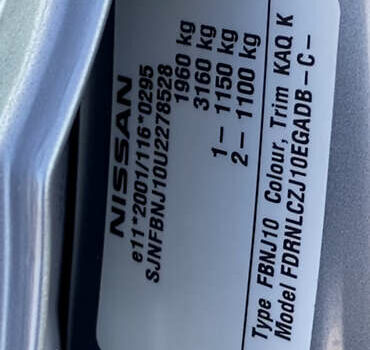 NISSAN
e11*2001/116*0295
SJNFBNJ10U2278528
1960 kg
3160 kg
1- 1150 kg
2- 1100 kg
Type FBNJ10 Colour, Trim KAQ K
Model FDRNLCZJ10EGADB-C-